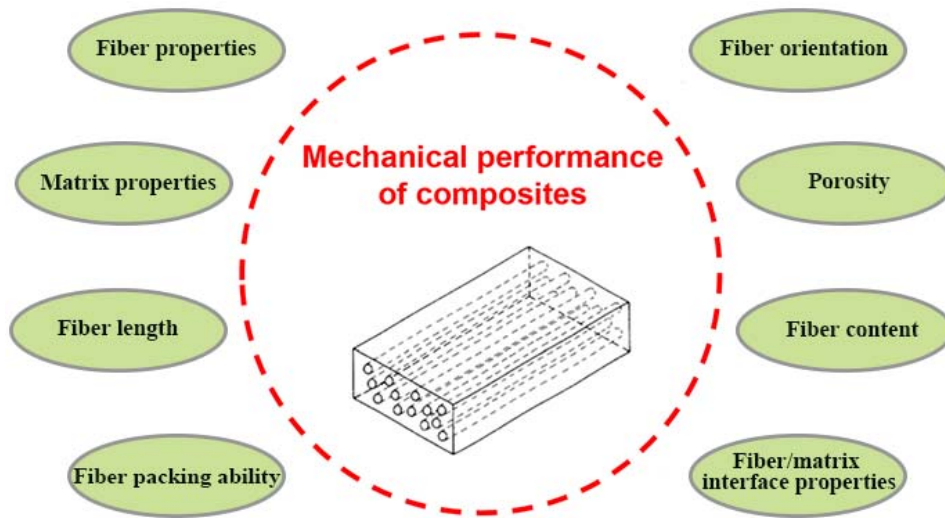 Fiber properties
Fiber orientation
Mechanical performance
of composites
Matrix properties
Porosity
Fiber length
Fiber content
Fiber packing ability
Fiber/matrix
interface properties